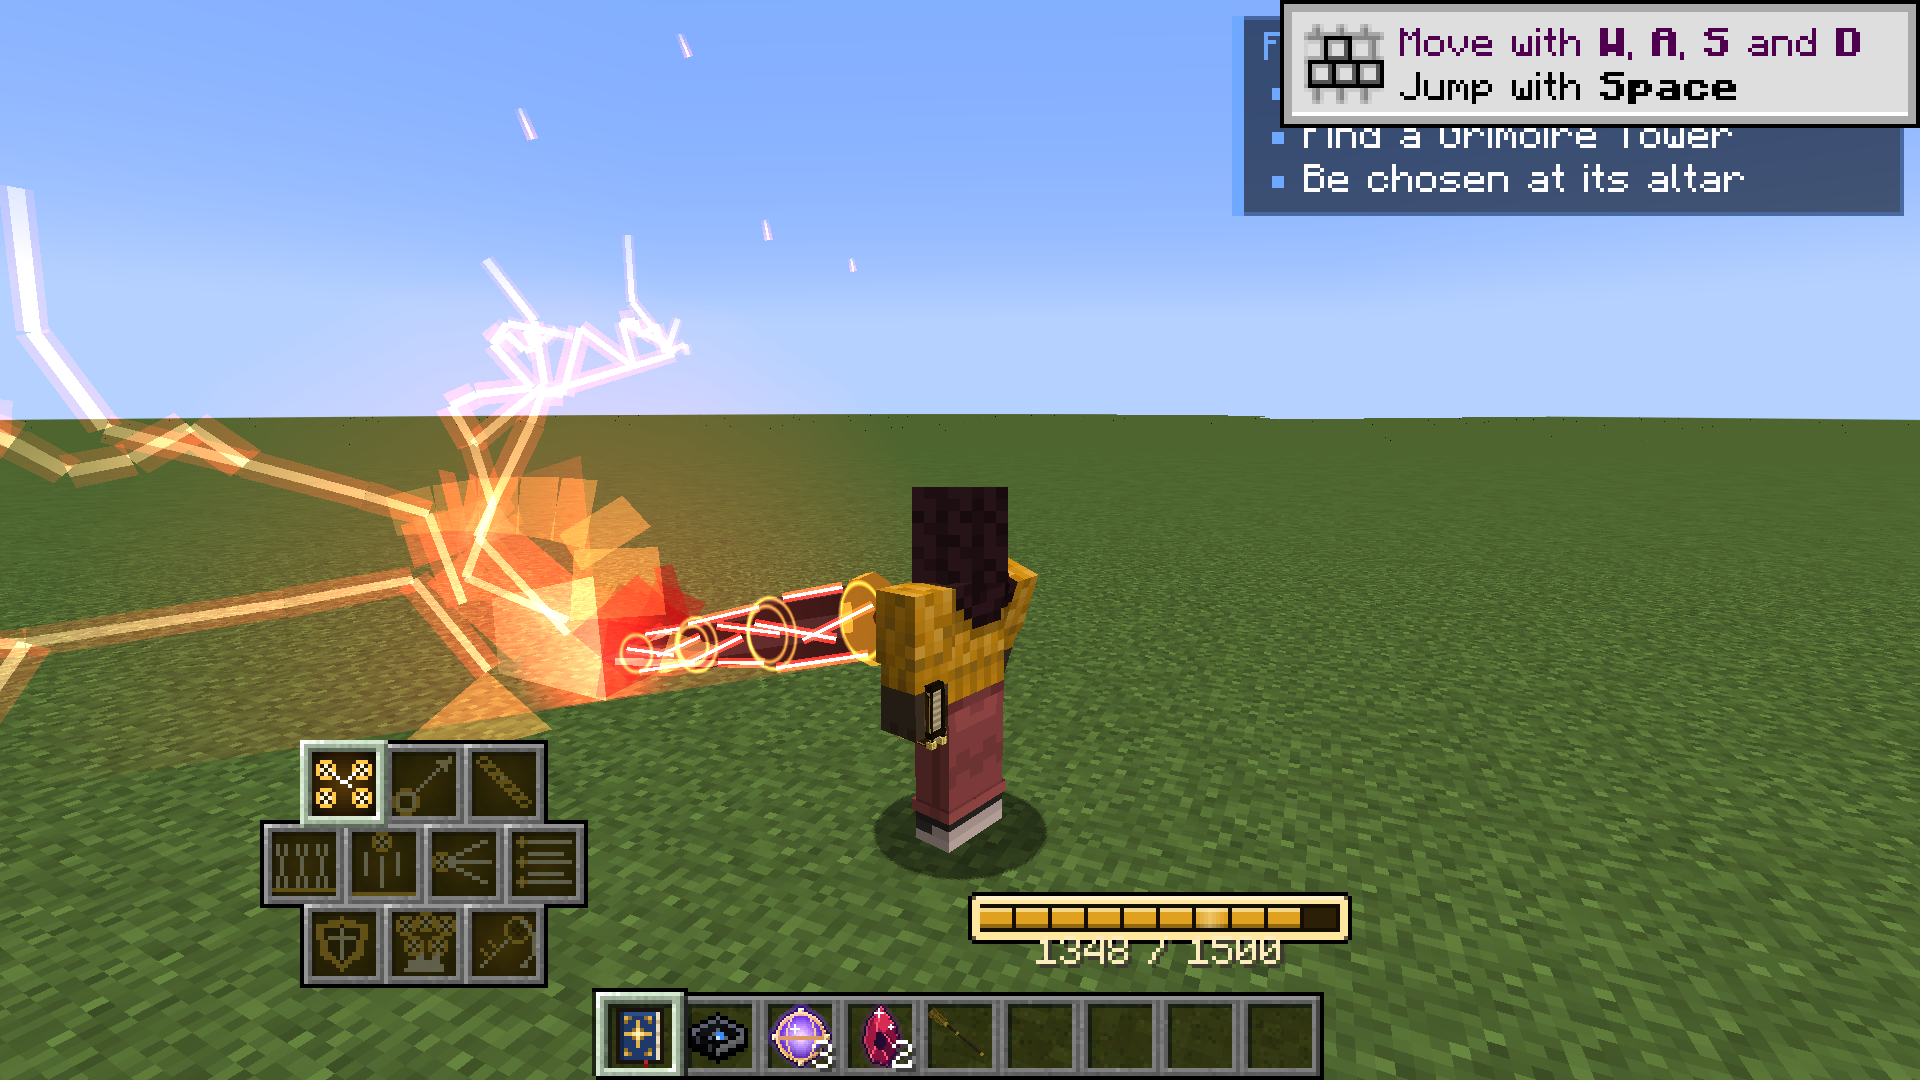 Move with W, A, S and D
Jump with Space
Find a Grimoire Tower
Be chosen at its altar
1348 / 1500
3
2